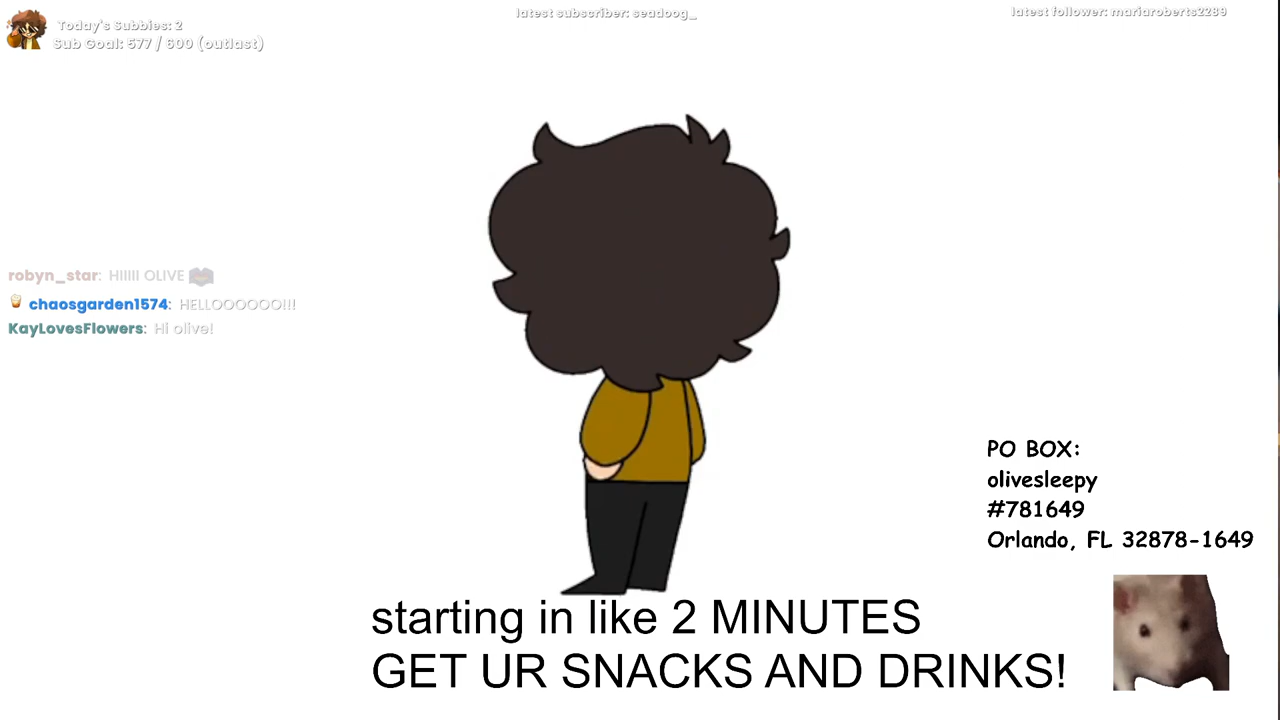 Today's Subbies: 2
Sub Goal: 577 / 600 (outlast)
latest subscriber: seadoog_
latest follower: mariaroberts2289
robyn_star: HIIIII OLIVE
chaosgarden1574: HELLOOOOOO!!!
KayLovesFlowers: Hi olive!
PO BOX:
olivesleepy
#781649
Orlando, FL 32878-1649
starting in like 2 MINUTES
GET UR SNACKS AND DRINKS!